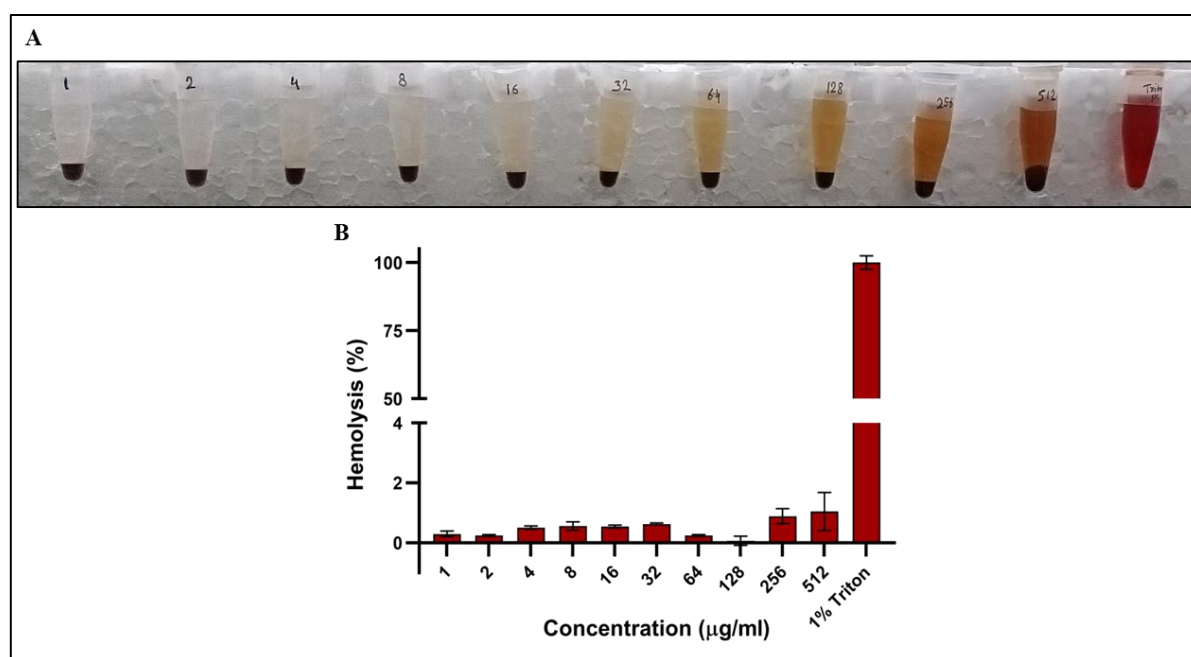 A
1 2 4 8 16 32 64 128 256 512
B
100
75
50
4
2
0
Hemolysis (%)
1 2 4 8 16 32 64 128 256 512 1% Triton
Concentration (µg/ml)